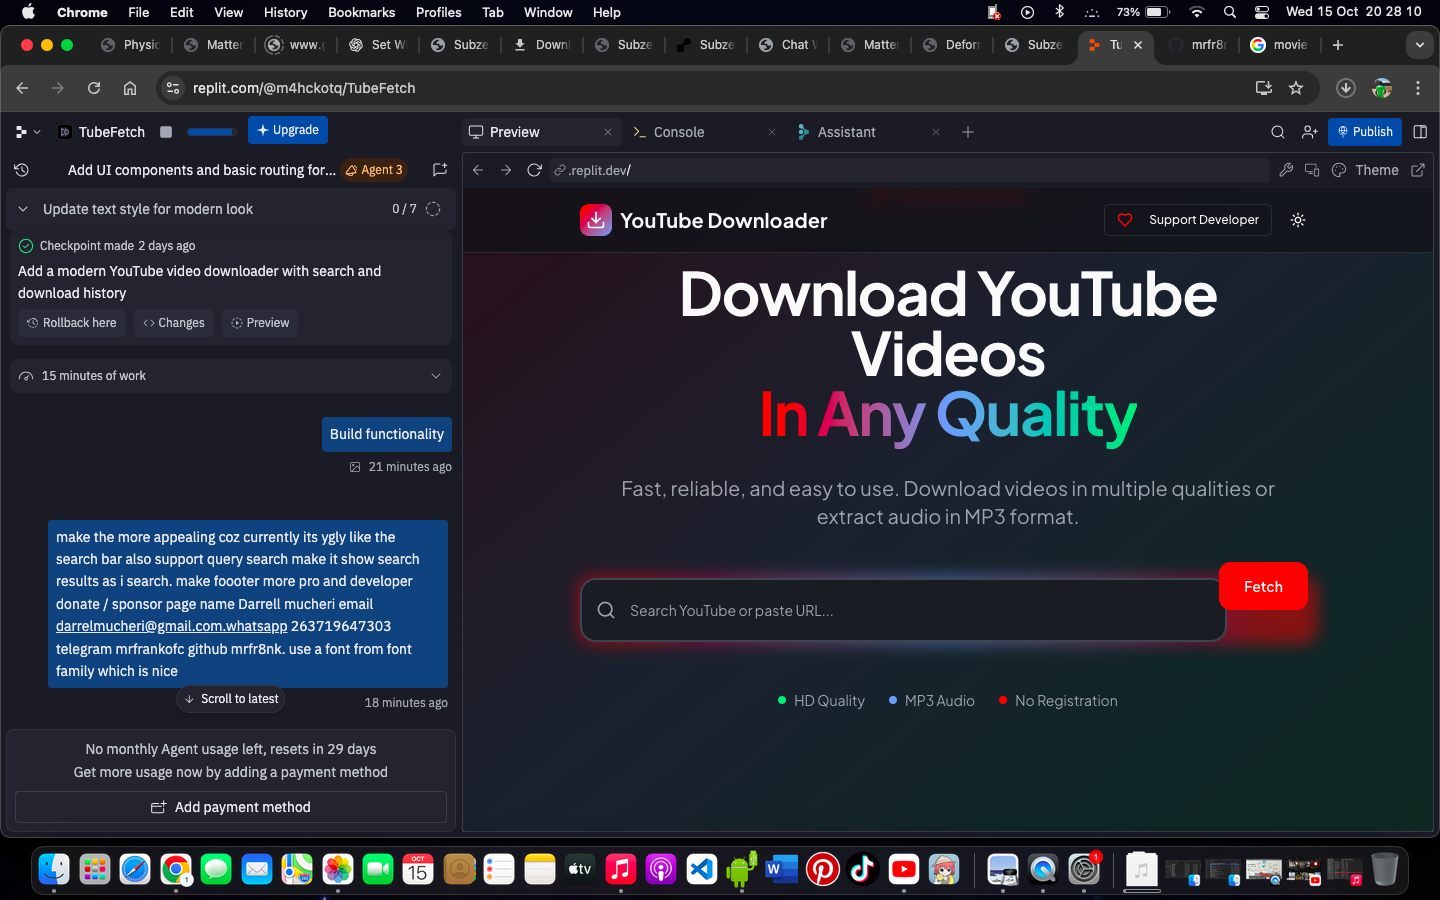 Chrome File Edit View History Bookmarks Profiles Tab Window Help 73% Wed 15 Oct 20 28 10
Physic Matter www.g Set W Subze Downl Subze Subze Chat W Matter Deform Subze Tu mrfr8n movie
replit.com/@m4hckotq/TubeFetch
TubeFetch Upgrade Preview Console Assistant Publish
Add UI components and basic routing for... Agent 3
.replit.dev/ Theme
Update text style for modern look 0 / 7
Checkpoint made 2 days ago
Add a modern YouTube video downloader with search and
download history
Rollback here Changes Preview
15 minutes of work
Build functionality
21 minutes ago
make the more appealing coz currently its ygly like the
search bar also support query search make it show search
results as i search. make foooter more pro and developer
donate / sponsor page name Darrell mucheri email
darrelmucheri@gmail.com.whatsapp 263719647303
telegram mrfrankofc github mrfr8nk. use a font from font
family which is nice
Scroll to latest
18 minutes ago
No monthly Agent usage left, resets in 29 days
Get more usage now by adding a payment method
Add payment method
YouTube Downloader Support Developer
Download YouTube
Videos
In Any Quality
Fast, reliable, and easy to use. Download videos in multiple qualities or
extract audio in MP3 format.
Search YouTube or paste URL...
Fetch
HD Quality MP3 Audio No Registration
OCT
15
tv
1
1